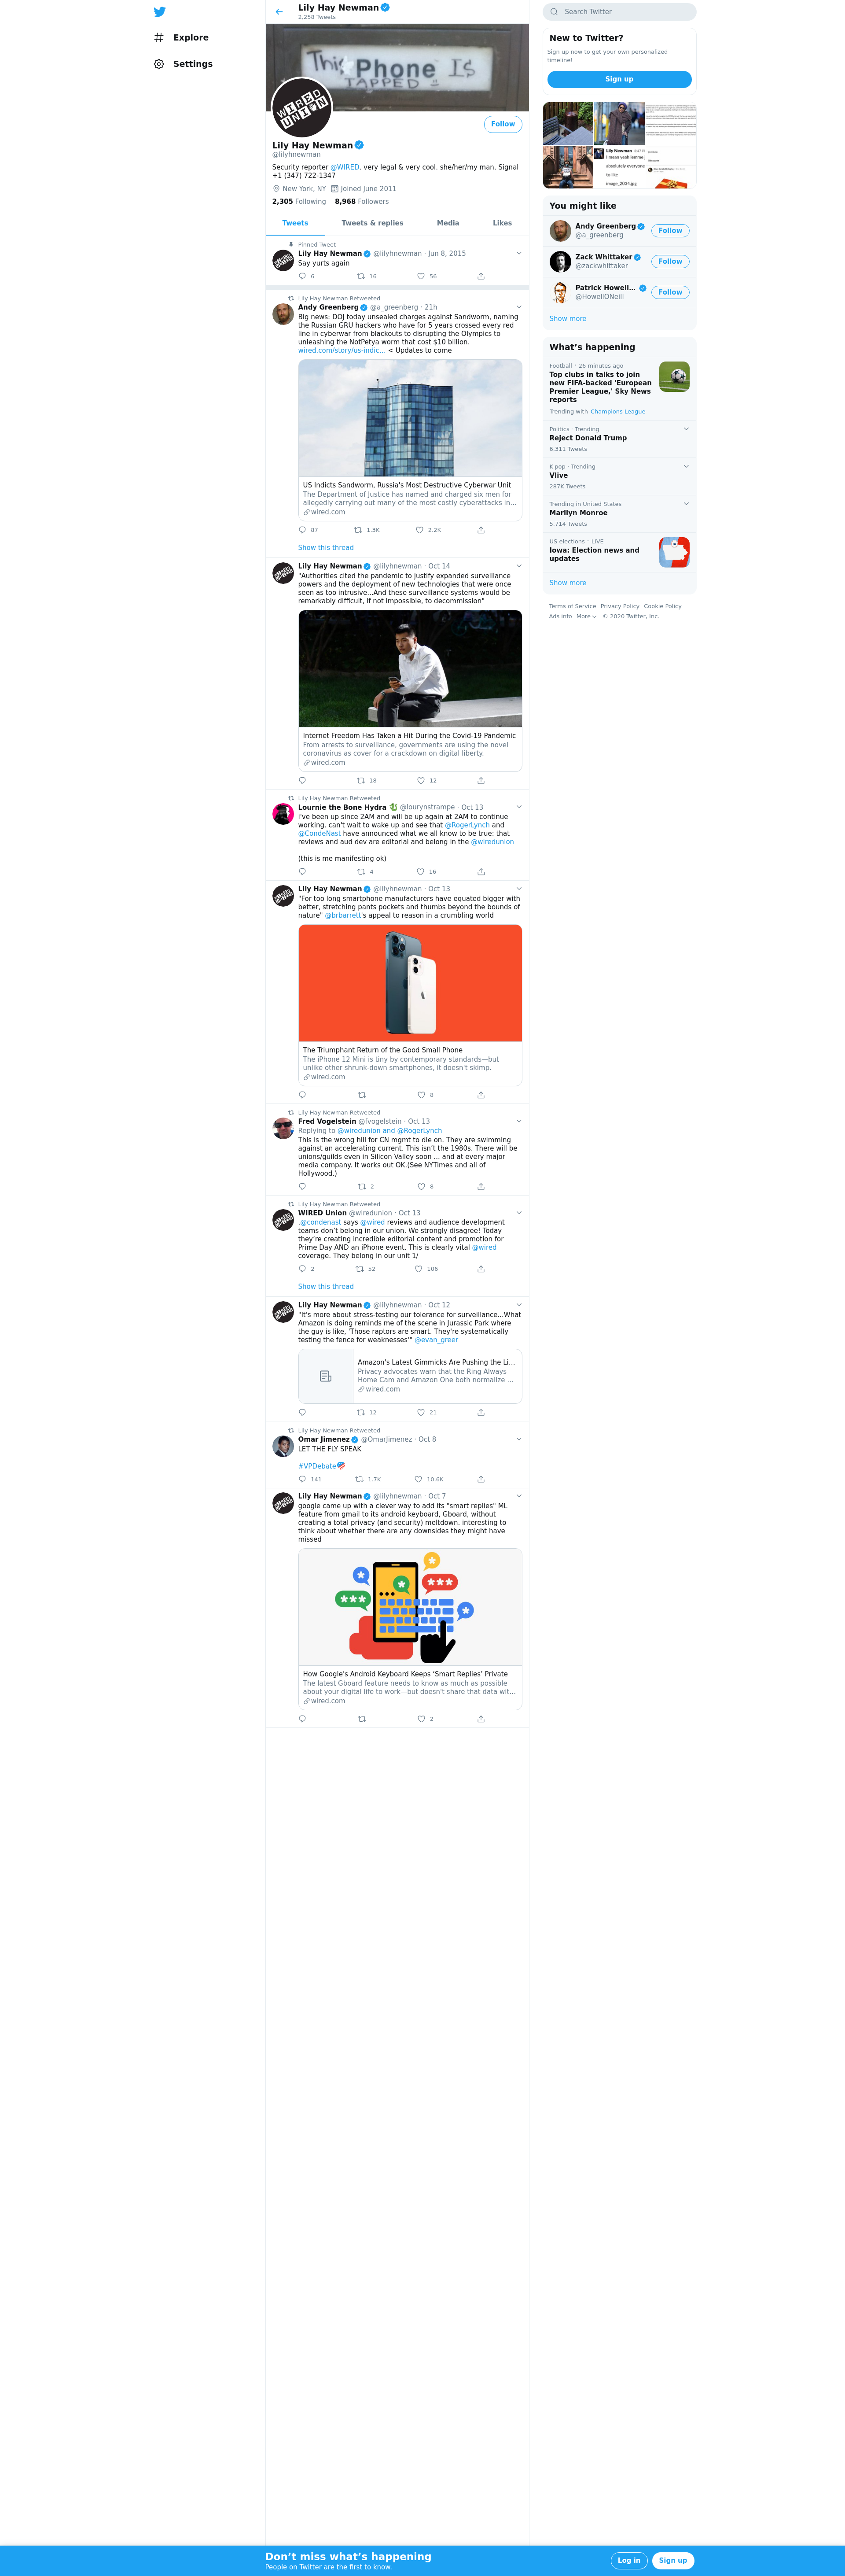 Explore
Settings
Lily Hay Newman
2,258 Tweets
This Phone IS
TAPPED
WIRED
UNION
Follow
Lily Hay Newman
@lilyhnewman
Security reporter @WIRED. very legal & very cool. she/her/my man. Signal
+1 (347) 722-1347
New York, NY Joined June 2011
2,305 Following 8,968 Followers
Tweets Tweets & replies Media Likes
Pinned Tweet
Lily Hay Newman @lilyhnewman · Jun 8, 2015
Say yurts again
6 16 56
Lily Hay Newman Retweeted
Andy Greenberg @a_greenberg · 21h
Big news: DOJ today unsealed charges against Sandworm, naming
the Russian GRU hackers who have for 5 years crossed every red
line in cyberwar from blackouts to disrupting the Olympics to
unleashing the NotPetya worm that cost $10 billion.
wired.com/story/us-indic… < Updates to come
US Indicts Sandworm, Russia's Most Destructive Cyberwar Unit
The Department of Justice has named and charged six men for
allegedly carrying out many of the most costly cyberattacks in…
wired.com
87 1.3K 2.2K
Show this thread
Lily Hay Newman @lilyhnewman · Oct 14
"Authorities cited the pandemic to justify expanded surveillance
powers and the deployment of new technologies that were once
seen as too intrusive...And these surveillance systems would be
remarkably difficult, if not impossible, to decommission"
Internet Freedom Has Taken a Hit During the Covid-19 Pandemic
From arrests to surveillance, governments are using the novel
coronavirus as cover for a crackdown on digital liberty.
wired.com
18 12
Lily Hay Newman Retweeted
Lournie the Bone Hydra @lourynstrampe · Oct 13
i've been up since 2AM and will be up again at 2AM to continue
working. can't wait to wake up and see that @RogerLynch and
@CondeNast have announced what we all know to be true: that
reviews and aud dev are editorial and belong in the @wiredunion
(this is me manifesting ok)
4 16
Lily Hay Newman @lilyhnewman · Oct 13
"For too long smartphone manufacturers have equated bigger with
better, stretching pants pockets and thumbs beyond the bounds of
nature" @brbarrett's appeal to reason in a crumbling world
The Triumphant Return of the Good Small Phone
The iPhone 12 Mini is tiny by contemporary standards—but
unlike other shrunk-down smartphones, it doesn't skimp.
wired.com
8
Lily Hay Newman Retweeted
Fred Vogelstein @fvogelstein · Oct 13
Replying to @wiredunion and @RogerLynch
This is the wrong hill for CN mgmt to die on. They are swimming
against an accelerating current. This isn't the 1980s. There will be
unions/guilds even in Silicon Valley soon ... and at every major
media company. It works out OK.(See NYTimes and all of
Hollywood.)
2 8
Lily Hay Newman Retweeted
WIRED Union @wiredunion · Oct 13
.@condenast says @wired reviews and audience development
teams don't belong in our union. We strongly disagree! Today
they're creating incredible editorial content and promotion for
Prime Day AND an iPhone event. This is clearly vital @wired
coverage. They belong in our unit 1/
2 52 106
Show this thread
Lily Hay Newman @lilyhnewman · Oct 12
"It's more about stress-testing our tolerance for surveillance...What
Amazon is doing reminds me of the scene in Jurassic Park where
the guy is like, 'Those raptors are smart. They're systematically
testing the fence for weaknesses'" @evan_greer
Amazon's Latest Gimmicks Are Pushing the Li…
Privacy advocates warn that the Ring Always
Home Cam and Amazon One both normalize …
wired.com
12 21
Lily Hay Newman Retweeted
Omar Jimenez @OmarJimenez · Oct 8
LET THE FLY SPEAK
#VPDebate
141 1.7K 10.6K
Lily Hay Newman @lilyhnewman · Oct 7
google came up with a clever way to add its "smart replies" ML
feature from gmail to its android keyboard, Gboard, without
creating a total privacy (and security) meltdown. interesting to
think about whether there are any downsides they might have
missed
How Google's Android Keyboard Keeps 'Smart Replies' Private
The latest Gboard feature needs to know as much as possible
about your digital life to work—but doesn't share that data wit…
wired.com
2
Search Twitter
New to Twitter?
Sign up now to get your own personalized
timeline!
Sign up
Lily Newman
I mean yeah
absolutely everyone
to like
image_2024.jpg
You might like
Andy Greenberg
@a_greenberg
Follow
Zack Whittaker
@zackwhittaker
Follow
Patrick Howell…
@HowellONeill
Follow
Show more
What's happening
Football · 26 minutes ago
Top clubs in talks to join
new FIFA-backed 'European
Premier League,' Sky News
reports
Trending with Champions League
Politics · Trending
Reject Donald Trump
6,311 Tweets
K-pop · Trending
Vlive
287K Tweets
Trending in United States
Marilyn Monroe
5,714 Tweets
US elections · LIVE
Iowa: Election news and
updates
Show more
Terms of Service Privacy Policy Cookie Policy
Ads info More © 2020 Twitter, Inc.
Don't miss what's happening
People on Twitter are the first to know.
Log in Sign up